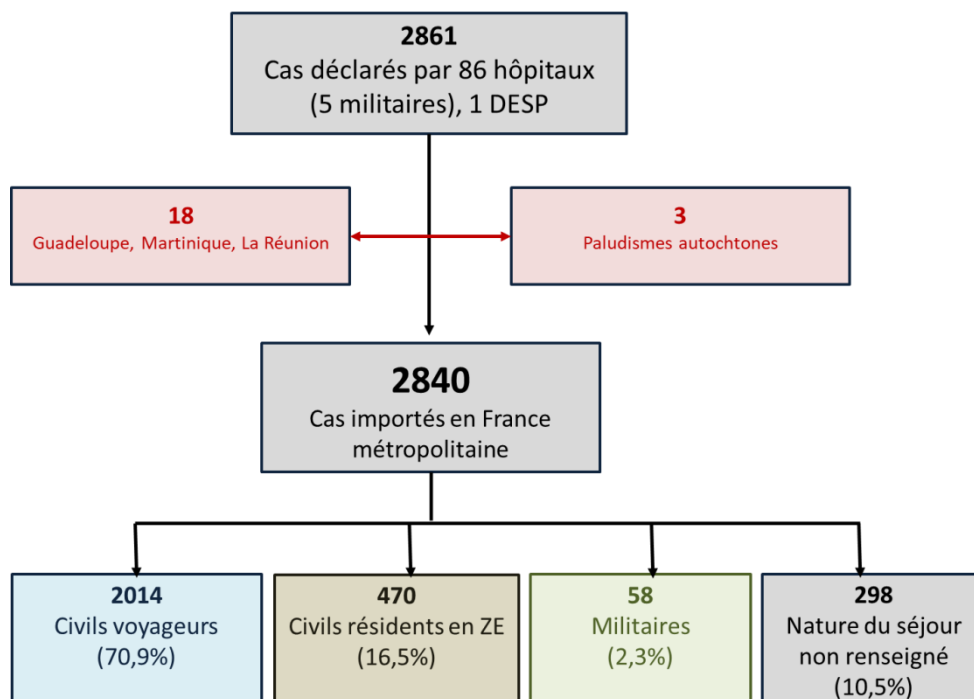 2861
Cas déclarés par 86 hôpitaux
(5 militaires), 1 DESP
18
Guadeloupe, Martinique, La Réunion
3
Paludismes autochtones
2840
Cas importés en France
métropolitaine
2014
Civils voyageurs
(70,9%)
470
Civils résidents en ZE
(16,5%)
58
Militaires
(2,3%)
298
Nature du séjour
non renseigné
(10,5%)